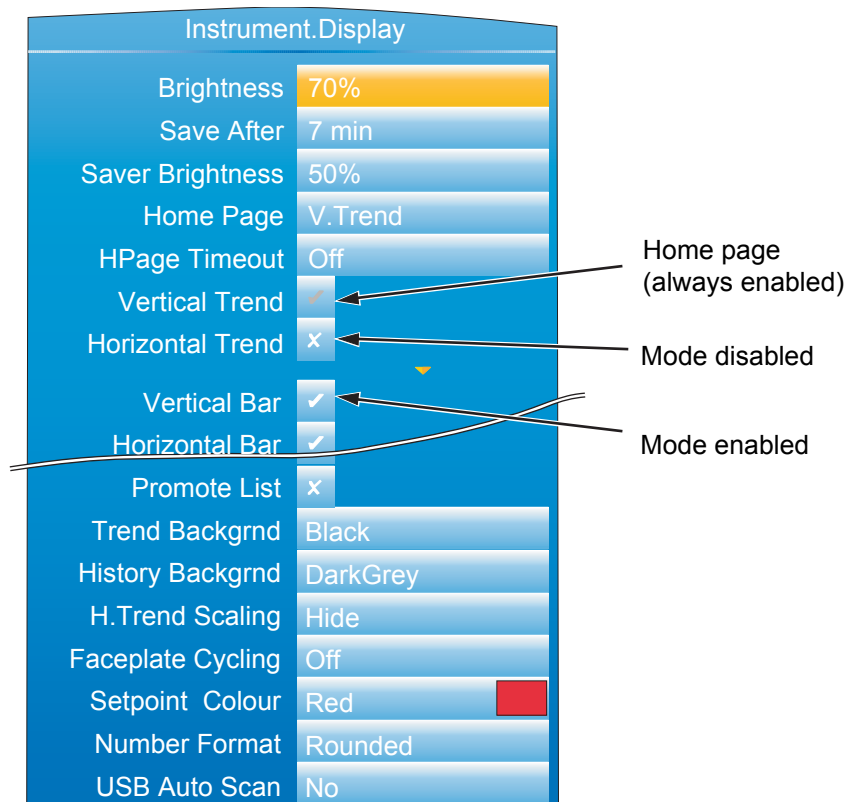 Instrument.Display
Brightness 70%
Save After 7 min
Saver Brightness 50%
Home Page V.Trend
HPage Timeout Off
Vertical Trend ✔
Horizontal Trend ✘
Vertical Bar ✔
Horizontal Bar ✔
Promote List ✘
Trend Backgrnd Black
History Backgrnd DarkGrey
H.Trend Scaling Hide
Faceplate Cycling Off
Setpoint Colour Red
Number Format Rounded
USB Auto Scan No
Home page
(always enabled)
Mode disabled
Mode enabled